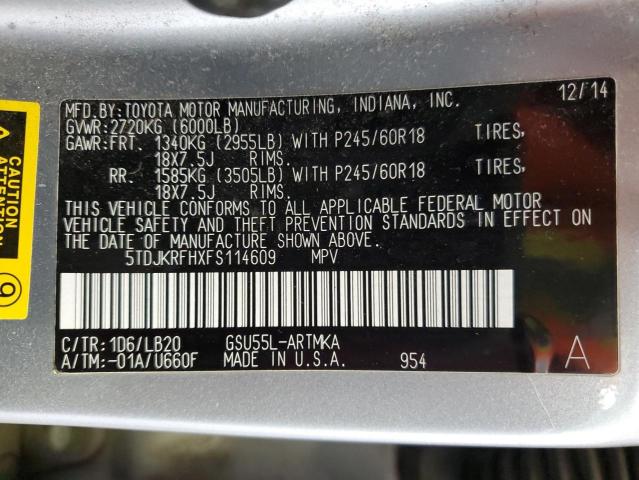 MFD.BY:TOYOTA MOTOR MANUFACTURING, INDIANA, INC. 12/14
GVWR:2720KG (6000LB)
GAWR:FRT. 1340KG (2955LB) WITH P245/60R18 TIRES,
18X7.5J RIMS.
RR. 1585KG (3505LB) WITH P245/60R18 TIRES,
18X7.5J RIMS.
THIS VEHICLE CONFORMS TO ALL APPLICABLE FEDERAL MOTOR
VEHICLE SAFETY AND THEFT PREVENTION STANDARDS IN EFFECT ON
THE DATE OF MANUFACTURE SHOWN ABOVE.
5TDJKRFHXFS114609 MPV
C/TR:1D6/LB20 GSU55L-ARTMKA
A/TM:-01A/U660F MADE IN U.S.A. 954 A
CAUTION
ATTENTION
9